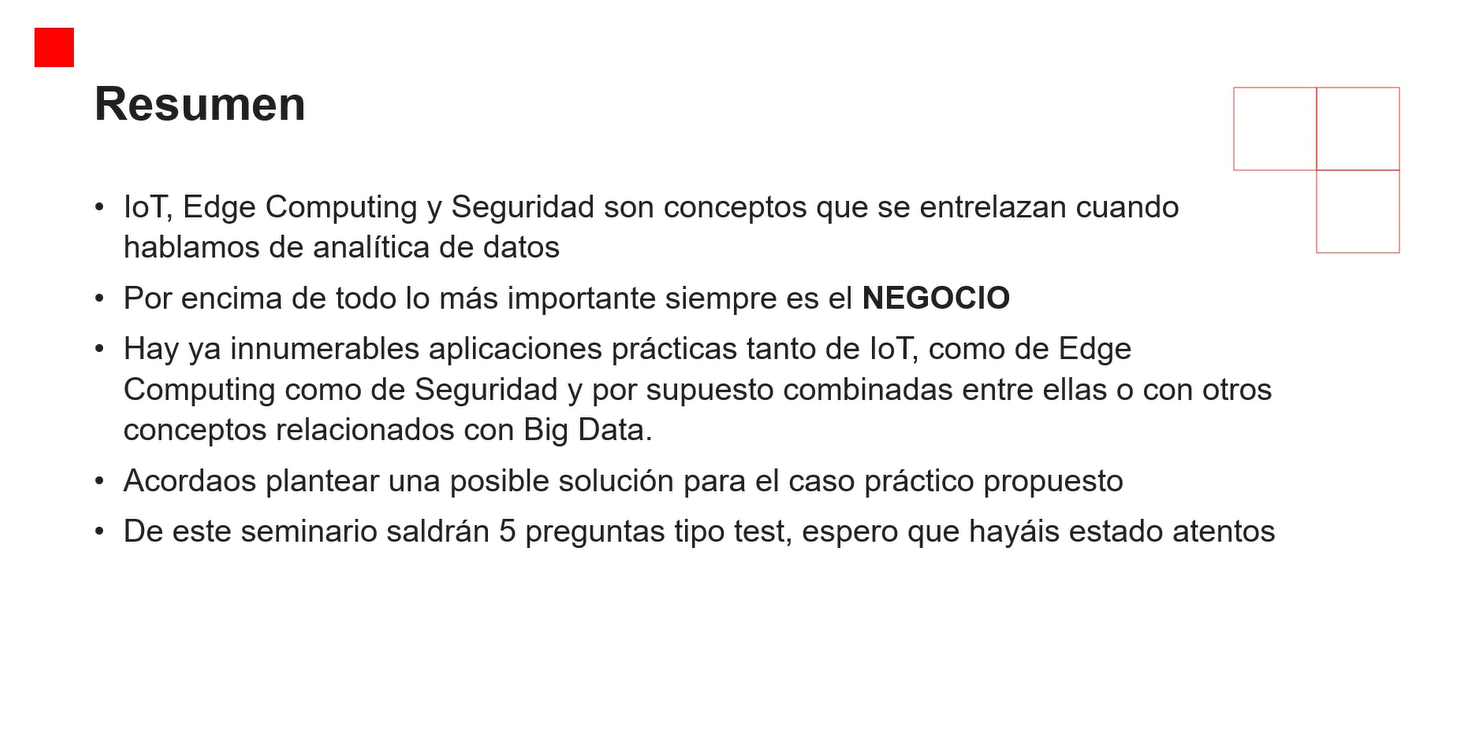 Resumen
• IoT, Edge Computing y Seguridad son conceptos que se entrelazan cuando
hablamos de analítica de datos
• Por encima de todo lo más importante siempre es el NEGOCIO
• Hay ya innumerables aplicaciones prácticas tanto de IoT, como de Edge
Computing como de Seguridad y por supuesto combinadas entre ellas o con otros
conceptos relacionados con Big Data.
• Acordaos plantear una posible solución para el caso práctico propuesto
• De este seminario saldrán 5 preguntas tipo test, espero que hayáis estado atentos